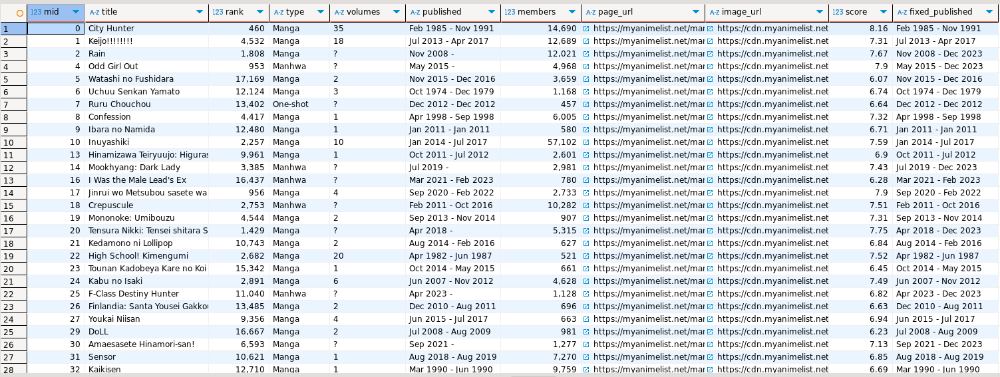 123 mid A-Z title 123 rank A-Z type A-Z volumes A-Z published 123 members A-Z page_url A-Z image_url 123 score A-Z fixed_published
1 0 City Hunter 460 Manga 35 Feb 1985 - Nov 1991 14,690 https://myanimelist.net/mar https://cdn.myanimelist.net 8.16 Feb 1985 - Nov 1991
2 1 Keijo!!!!!!!! 4,532 Manga 18 Jul 2013 - Apr 2017 12,689 https://myanimelist.net/mar https://cdn.myanimelist.net 7.31 Jul 2013 - Apr 2017
3 2 Rain 1,808 Manga ? Nov 2008 - 12,021 https://myanimelist.net/mar https://cdn.myanimelist.net 7.67 Nov 2008 - Dec 2023
4 4 Odd Girl Out 953 Manhwa ? May 2015 - 4,968 https://myanimelist.net/mar https://cdn.myanimelist.net 7.9 May 2015 - Dec 2023
5 5 Watashi no Fushidara 17,169 Manga 2 Nov 2015 - Dec 2016 3,659 https://myanimelist.net/mar https://cdn.myanimelist.net 6.07 Nov 2015 - Dec 2016
6 6 Uchuu Senkan Yamato 12,124 Manga 3 Oct 1974 - Dec 1979 1,168 https://myanimelist.net/mar https://cdn.myanimelist.net 6.74 Oct 1974 - Dec 1979
7 7 Ruru Chouchou 13,402 One-shot ? Dec 2012 - Dec 2012 457 https://myanimelist.net/mar https://cdn.myanimelist.net 6.64 Dec 2012 - Dec 2012
8 8 Confession 4,417 Manga 1 Apr 1998 - Sep 1998 6,005 https://myanimelist.net/mar https://cdn.myanimelist.net 7.32 Apr 1998 - Sep 1998
9 9 Ibara no Namida 12,480 Manga 1 Jan 2011 - Jan 2011 580 https://myanimelist.net/mar https://cdn.myanimelist.net 6.71 Jan 2011 - Jan 2011
10 10 Inuyashiki 2,257 Manga 10 Jan 2014 - Jul 2017 57,102 https://myanimelist.net/mar https://cdn.myanimelist.net 7.59 Jan 2014 - Jul 2017
11 13 Hinamizawa Teiryuujo: Higuras 9,961 Manga 1 Oct 2011 - Jul 2012 2,601 https://myanimelist.net/mar https://cdn.myanimelist.net 6.9 Oct 2011 - Jul 2012
12 14 Mookhyang: Dark Lady 3,385 Manhwa ? Jul 2019 - 2,981 https://myanimelist.net/mar https://cdn.myanimelist.net 7.43 Jul 2019 - Dec 2023
13 16 I Was the Male Lead's Ex 16,437 Manhwa ? Mar 2021 - Feb 2023 780 https://myanimelist.net/mar https://cdn.myanimelist.net 6.28 Mar 2021 - Feb 2023
14 17 Jinrui wo Metsubou sasete wa 956 Manga 4 Sep 2020 - Feb 2022 2,733 https://myanimelist.net/mar https://cdn.myanimelist.net 7.9 Sep 2020 - Feb 2022
15 18 Crepuscule 2,753 Manhwa ? Feb 2011 - Oct 2016 10,282 https://myanimelist.net/mar https://cdn.myanimelist.net 7.51 Feb 2011 - Oct 2016
16 19 Mononoke: Umibouzu 4,544 Manga 2 Sep 2013 - Nov 2014 907 https://myanimelist.net/mar https://cdn.myanimelist.net 7.31 Sep 2013 - Nov 2014
17 20 Tensura Nikki: Tensei shitara S 1,429 Manga ? Apr 2018 - 5,315 https://myanimelist.net/mar https://cdn.myanimelist.net 7.75 Apr 2018 - Dec 2023
18 21 Kedamono ni Lollipop 10,743 Manga 2 Aug 2014 - Feb 2016 627 https://myanimelist.net/mar https://cdn.myanimelist.net 6.84 Aug 2014 - Feb 2016
19 22 High School! Kimengumi 2,682 Manga 20 Apr 1982 - Jun 1987 521 https://myanimelist.net/mar https://cdn.myanimelist.net 7.52 Apr 1982 - Jun 1987
20 23 Tounan Kadobeya Kare no Koi 15,342 Manga 1 Oct 2014 - May 2015 661 https://myanimelist.net/mar https://cdn.myanimelist.net 6.45 Oct 2014 - May 2015
21 24 Kabu no Isaki 2,891 Manga 6 Jun 2007 - Nov 2012 4,628 https://myanimelist.net/mar https://cdn.myanimelist.net 7.49 Jun 2007 - Nov 2012
22 25 F-Class Destiny Hunter 11,040 Manhwa ? Apr 2023 - 1,128 https://myanimelist.net/mar https://cdn.myanimelist.net 6.82 Apr 2023 - Dec 2023
23 26 Finlandia: Santa Yousei Gakkou 13,485 Manga 2 Dec 2010 - Aug 2011 696 https://myanimelist.net/mar https://cdn.myanimelist.net 6.63 Dec 2010 - Aug 2011
24 27 Youkai Niisan 9,356 Manga 4 Jun 2015 - Jul 2017 663 https://myanimelist.net/mar https://cdn.myanimelist.net 6.94 Jun 2015 - Jul 2017
25 29 DoLL 16,667 Manga 2 Jul 2008 - Aug 2009 981 https://myanimelist.net/mar https://cdn.myanimelist.net 6.23 Jul 2008 - Aug 2009
26 30 Amaesasete Hinamori-san! 6,593 Manga ? Sep 2021 - 1,277 https://myanimelist.net/mar https://cdn.myanimelist.net 7.13 Sep 2021 - Dec 2023
27 31 Sensor 10,621 Manga 1 Aug 2018 - Aug 2019 7,270 https://myanimelist.net/mar https://cdn.myanimelist.net 6.85 Aug 2018 - Aug 2019
28 32 Kaikisen 12,710 Manga 1 Mar 1990 - Jun 1990 9,759 https://myanimelist.net/mar https://cdn.myanimelist.net 6.69 Mar 1990 - Jun 1990